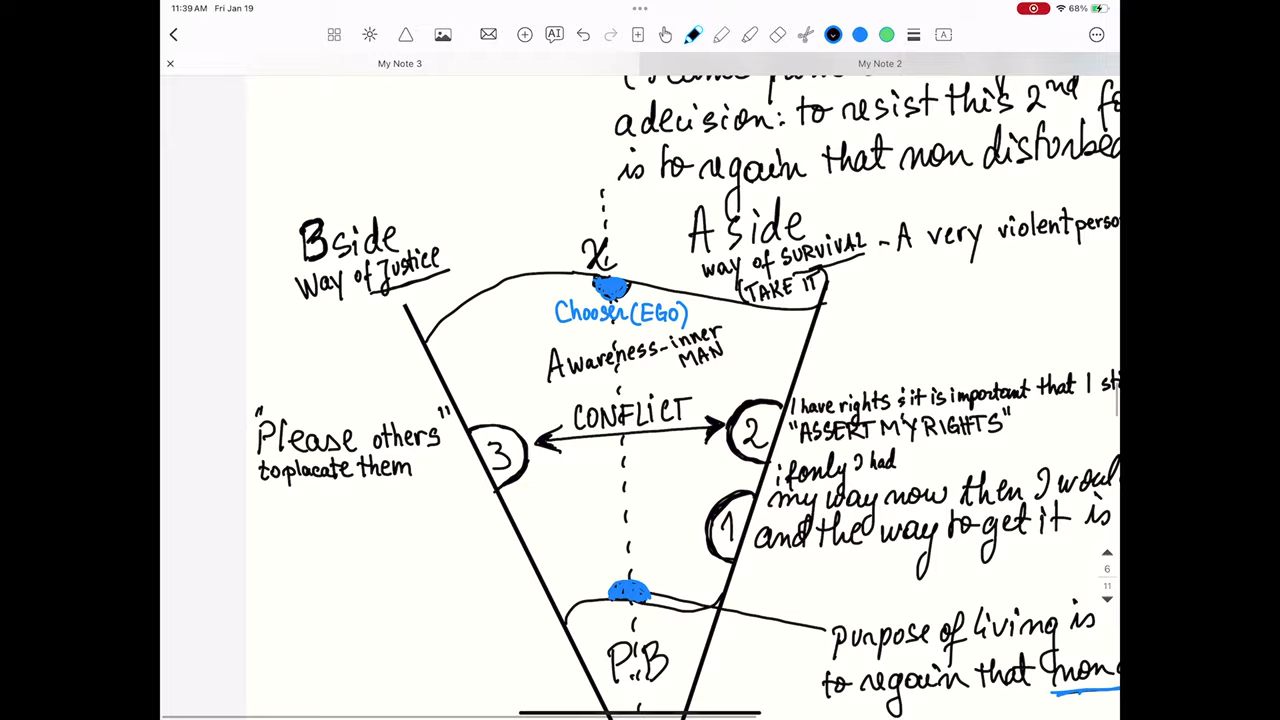 11:39 AM Fri Jan 19
68%
My Note 3
My Note 2
a decision: to resist this 2nd
is to regain that non disturbed
B side
Way of Justice
x
A side
way of SURVIVAL - A very violent perso
(TAKE IT)
Chooser (EGO)
Awareness-inner
MAN
CONFLICT
"Please others"
to placate them
3
2
I have rights & it is important that I
"ASSERT MY RIGHTS"
if only I had
my way now then I woul
1
and the way to get it is
6
11
P.B
purpose of living is
to regain that non